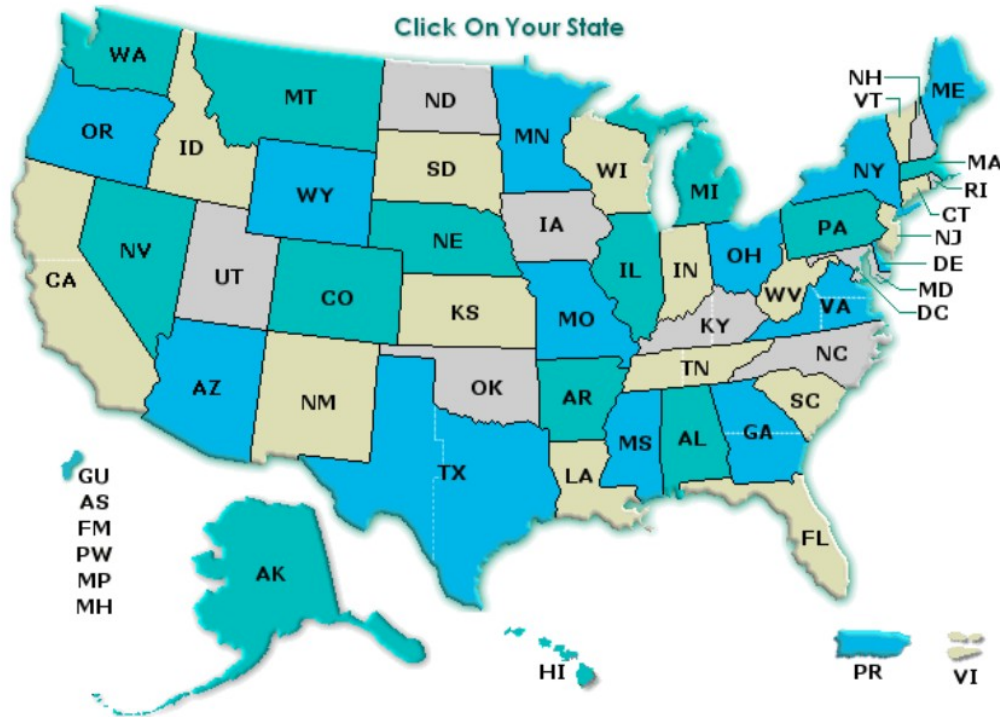 Click On Your State
WA
MT
ND
MN
NH
ME
VT
OR
ID
SD
WI
MI
NY
MA
RI
CT
WY
NE
IA
PA
NJ
NV
UT
CO
IL
IN
OH
DE
MD
DC
CA
KS
MO
WV
VA
KY
NC
TN
AZ
NM
OK
AR
SC
MS
AL
GA
TX
LA
FL
GU
AS
FM
PW
MP
MH
AK
HI
PR
VI